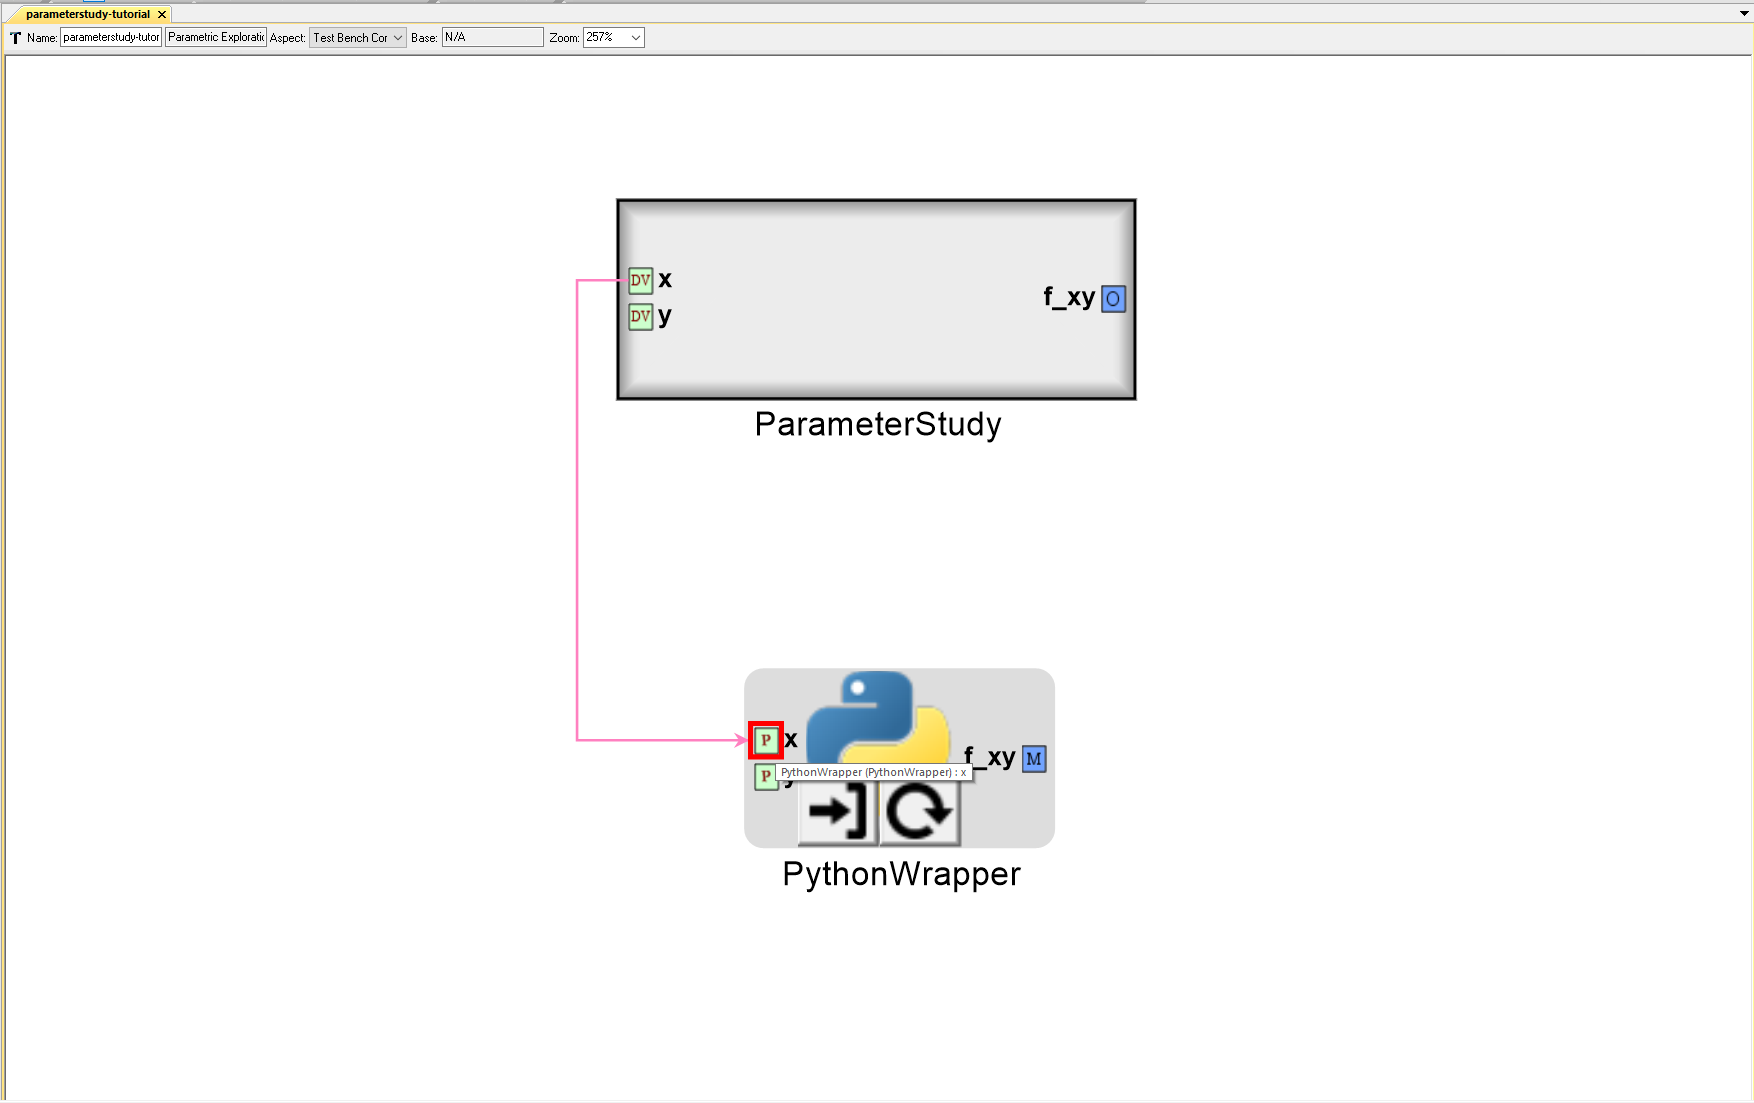 parameterstudy-tutorial
Name: parameterstudy-tutor Parametric Exploratic Aspect: Test Bench Cor Base: N/A Zoom: 257%
DV x
DV y
f_xy O
ParameterStudy
P x
f_xy M
P
PythonWrapper (PythonWrapper) : x
PythonWrapper